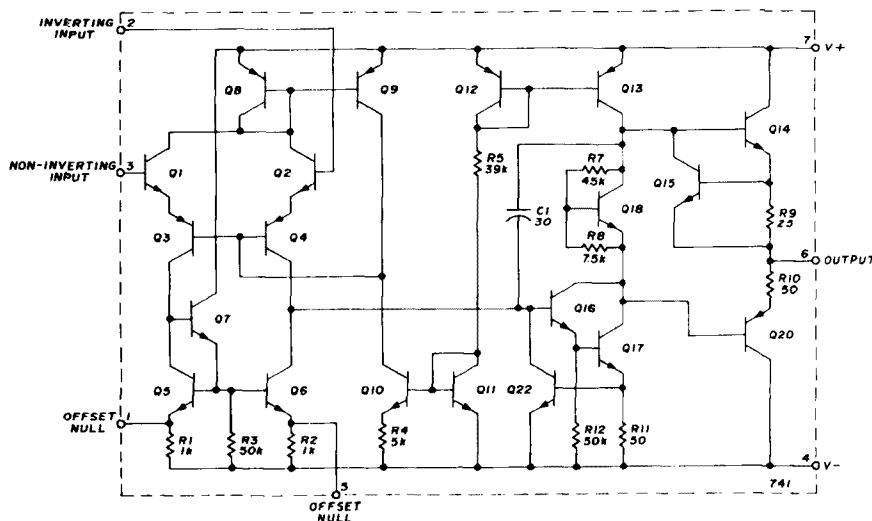 INVERTING
INPUT
2
7
V+
Q8
Q9
Q12
Q13
Q14
NON-INVERTING
INPUT
3
Q1
Q2
R5
39k
R7
45k
Q15
Q18
R9
25
C1
30
R8
7.5k
Q3
Q4
6
OUTPUT
R10
50
Q7
Q16
Q17
Q20
Q5
Q6
Q10
Q11
Q22
OFFSET
NULL
1
R1
1k
R3
50k
R2
1k
R4
5k
R12
50k
R11
50
4
V-
741
5
OFFSET
NULL